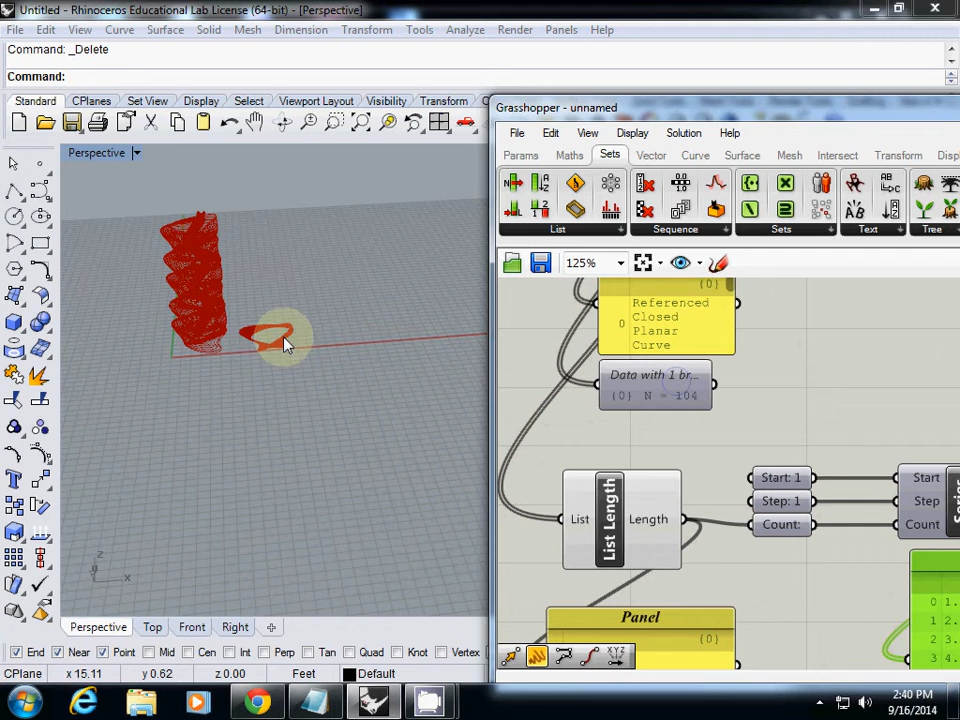 Untitled - Rhinoceros Educational Lab License (64-bit) - [Perspective]
File Edit View Curve Surface Solid Mesh Dimension Transform Tools Analyze Render Panels Help
Command: _Delete
Command:
Standard CPlanes Set View Display Select Viewport Layout Visibility Transform
Perspective
Grasshopper - unnamed
File Edit View Display Solution Help
Params Maths Sets Vector Curve Surface Mesh Intersect Transform Displ
List Sequence Sets Text Tree
125%
{0}
0
Referenced
Closed
Planar
Curve
Data with 1 br...
{0} N = 104
List Length
List Length
Start: 1 Start
Step: 1 Step
Count: Count
Series
Panel
{0}
0 1.
1 2.
2 3.
3 4.
z
y
x
Perspective Top Front Right
End Near Point Mid Cen Int Perp Tan Quad Knot Vertex
CPlane x 15.11 y 0.62 z 0.00 Feet Default
2:40 PM
9/16/2014